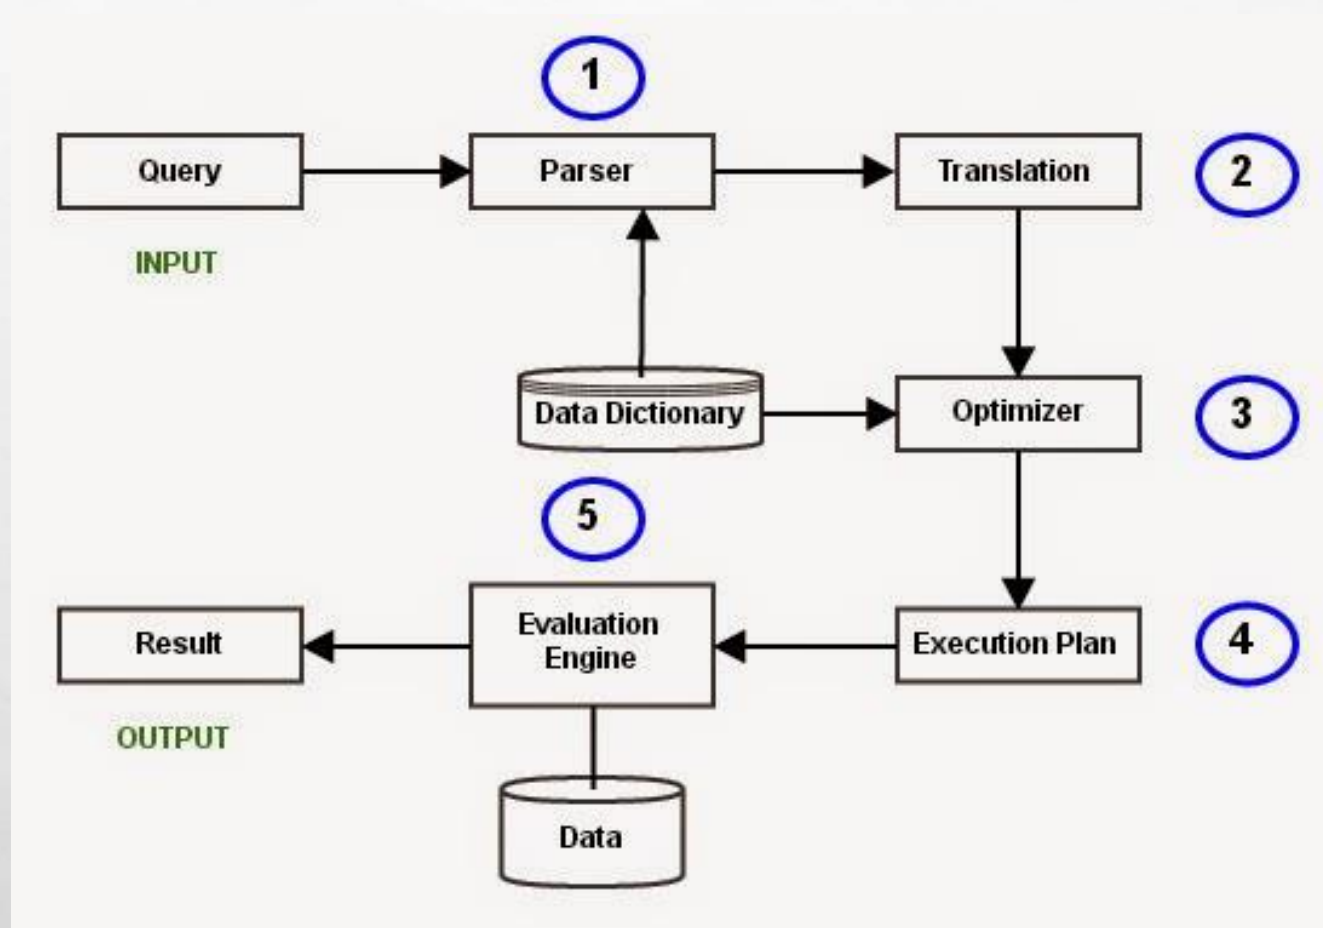 1
Query
Parser
Translation
2
INPUT
Data Dictionary
Optimizer
3
5
Result
Evaluation
Engine
Execution Plan
4
OUTPUT
Data